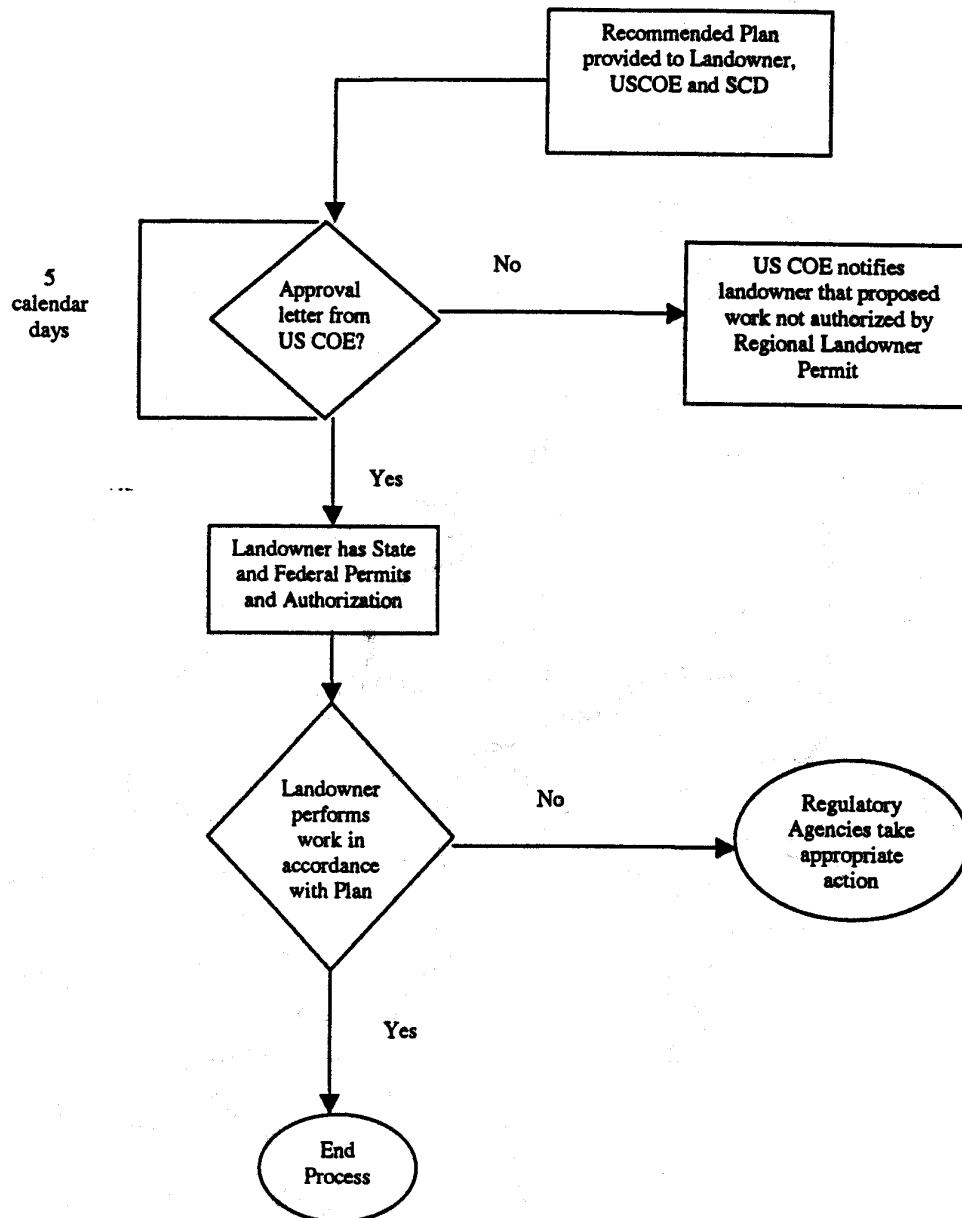 Recommended Plan
provided to Landowner,
USCOE and SCD
5
calendar
days
Approval
letter from
US COE?
No
US COE notifies
landowner that proposed
work not authorized by
Regional Landowner
Permit
Yes
Landowner has State
and Federal Permits
and Authorization
Landowner
performs
work in
accordance
with Plan
No
Regulatory
Agencies take
appropriate
action
Yes
End
Process